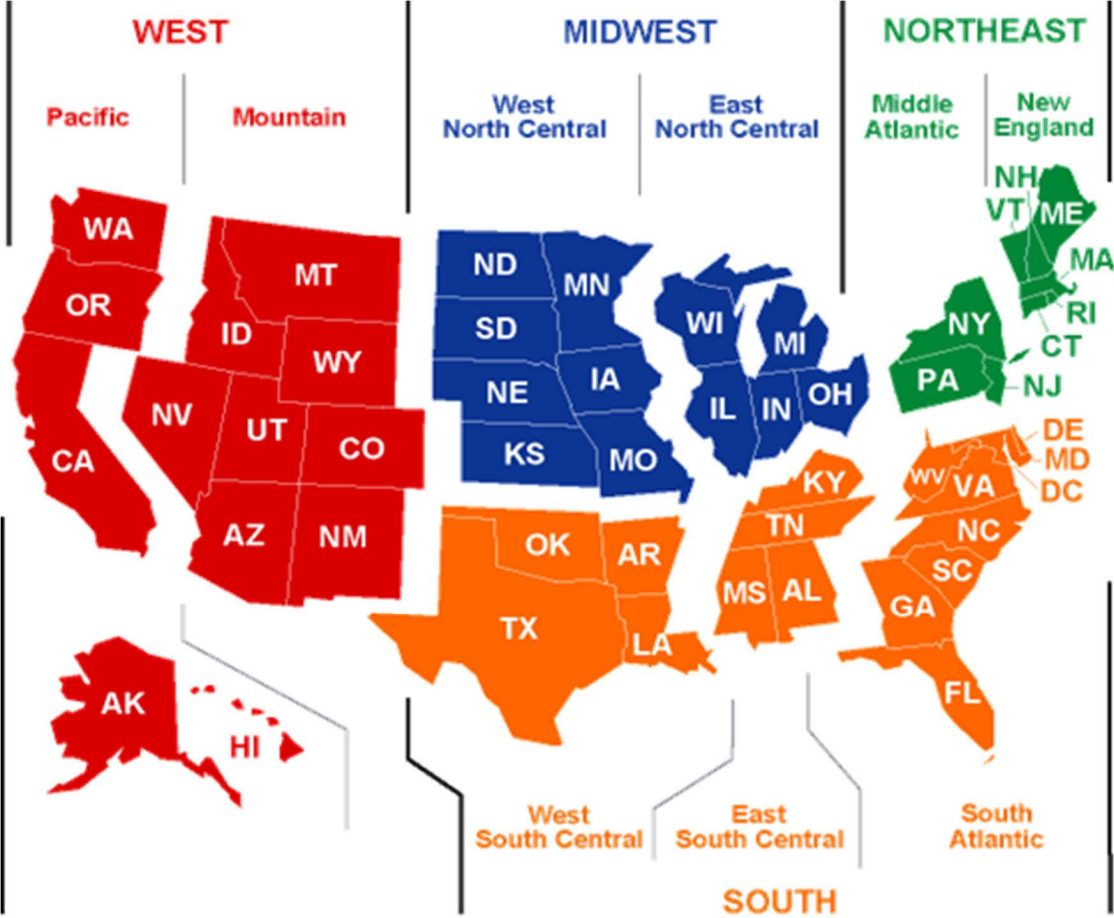 WEST
MIDWEST
NORTHEAST
Pacific
Mountain
West
North Central
East
North Central
Middle
Atlantic
New
England
WA
OR
CA
MT
ID
WY
NV
UT
CO
AZ
NM
AK
HI
ND
MN
SD
NE
IA
KS
MO
WI
MI
IL
IN
OH
NH
VT
ME
MA
RI
CT
NY
PA
NJ
DE
MD
DC
WV
VA
KY
TN
NC
SC
MS
AL
GA
FL
OK
AR
TX
LA
West
South Central
East
South Central
South
Atlantic
SOUTH